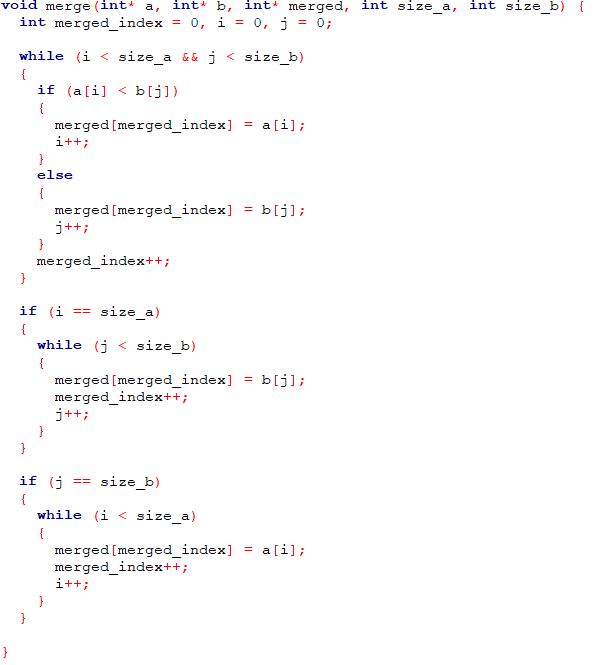 void merge(int* a, int* b, int* merged, int size_a, int size_b) {
  int merged_index = 0, i = 0, j = 0;

  while (i < size_a && j < size_b)
  {
    if (a[i] < b[j])
    {
      merged[merged_index] = a[i];
      i++;
    }
    else
    {
      merged[merged_index] = b[j];
      j++;
    }
    merged_index++;
  }

  if (i == size_a)
  {
    while (j < size_b)
    {
      merged[merged_index] = b[j];
      merged_index++;
      j++;
    }
  }

  if (j == size_b)
  {
    while (i < size_a)
    {
      merged[merged_index] = a[i];
      merged_index++;
      i++;
    }
  }

}